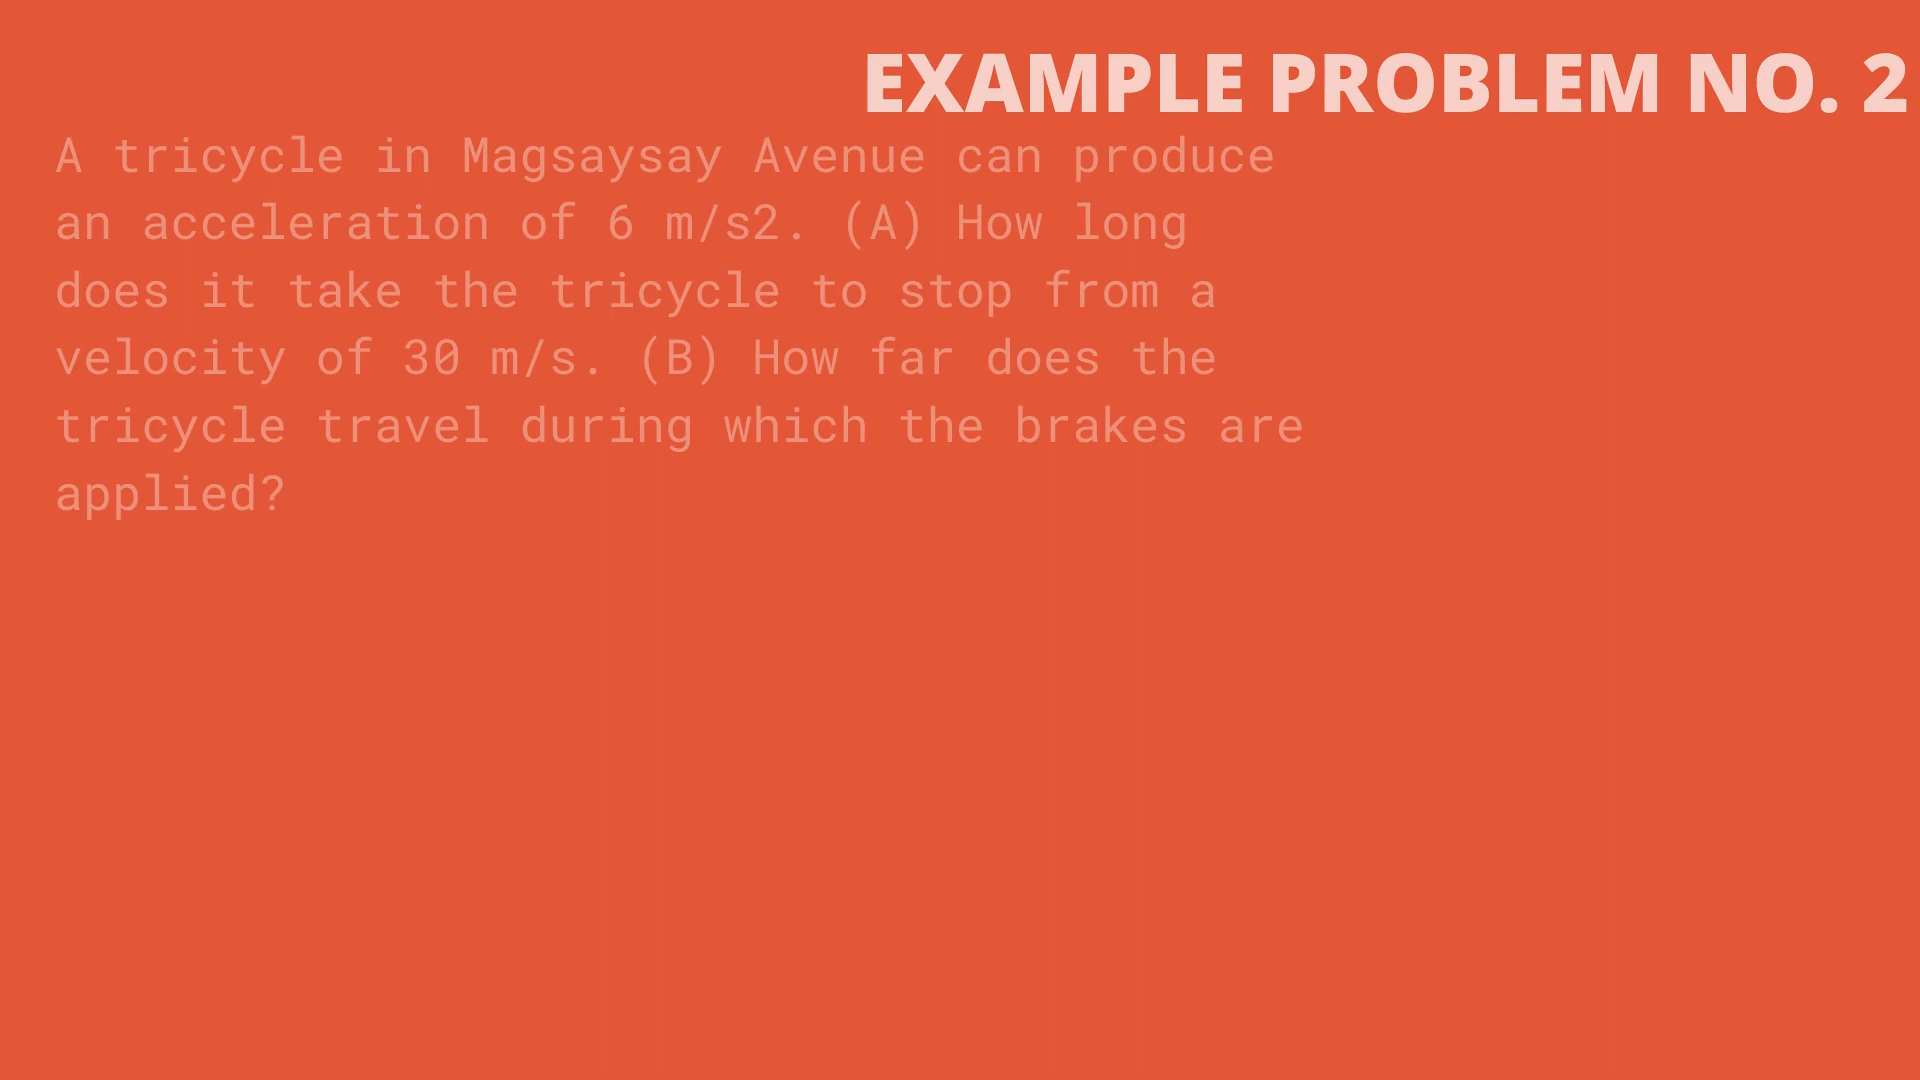 EXAMPLE PROBLEM NO. 2
A tricycle in Magsaysay Avenue can produce
an acceleration of 6 m/s2. (A) How long
does it take the tricycle to stop from a
velocity of 30 m/s. (B) How far does the
tricycle travel during which the brakes are
applied?